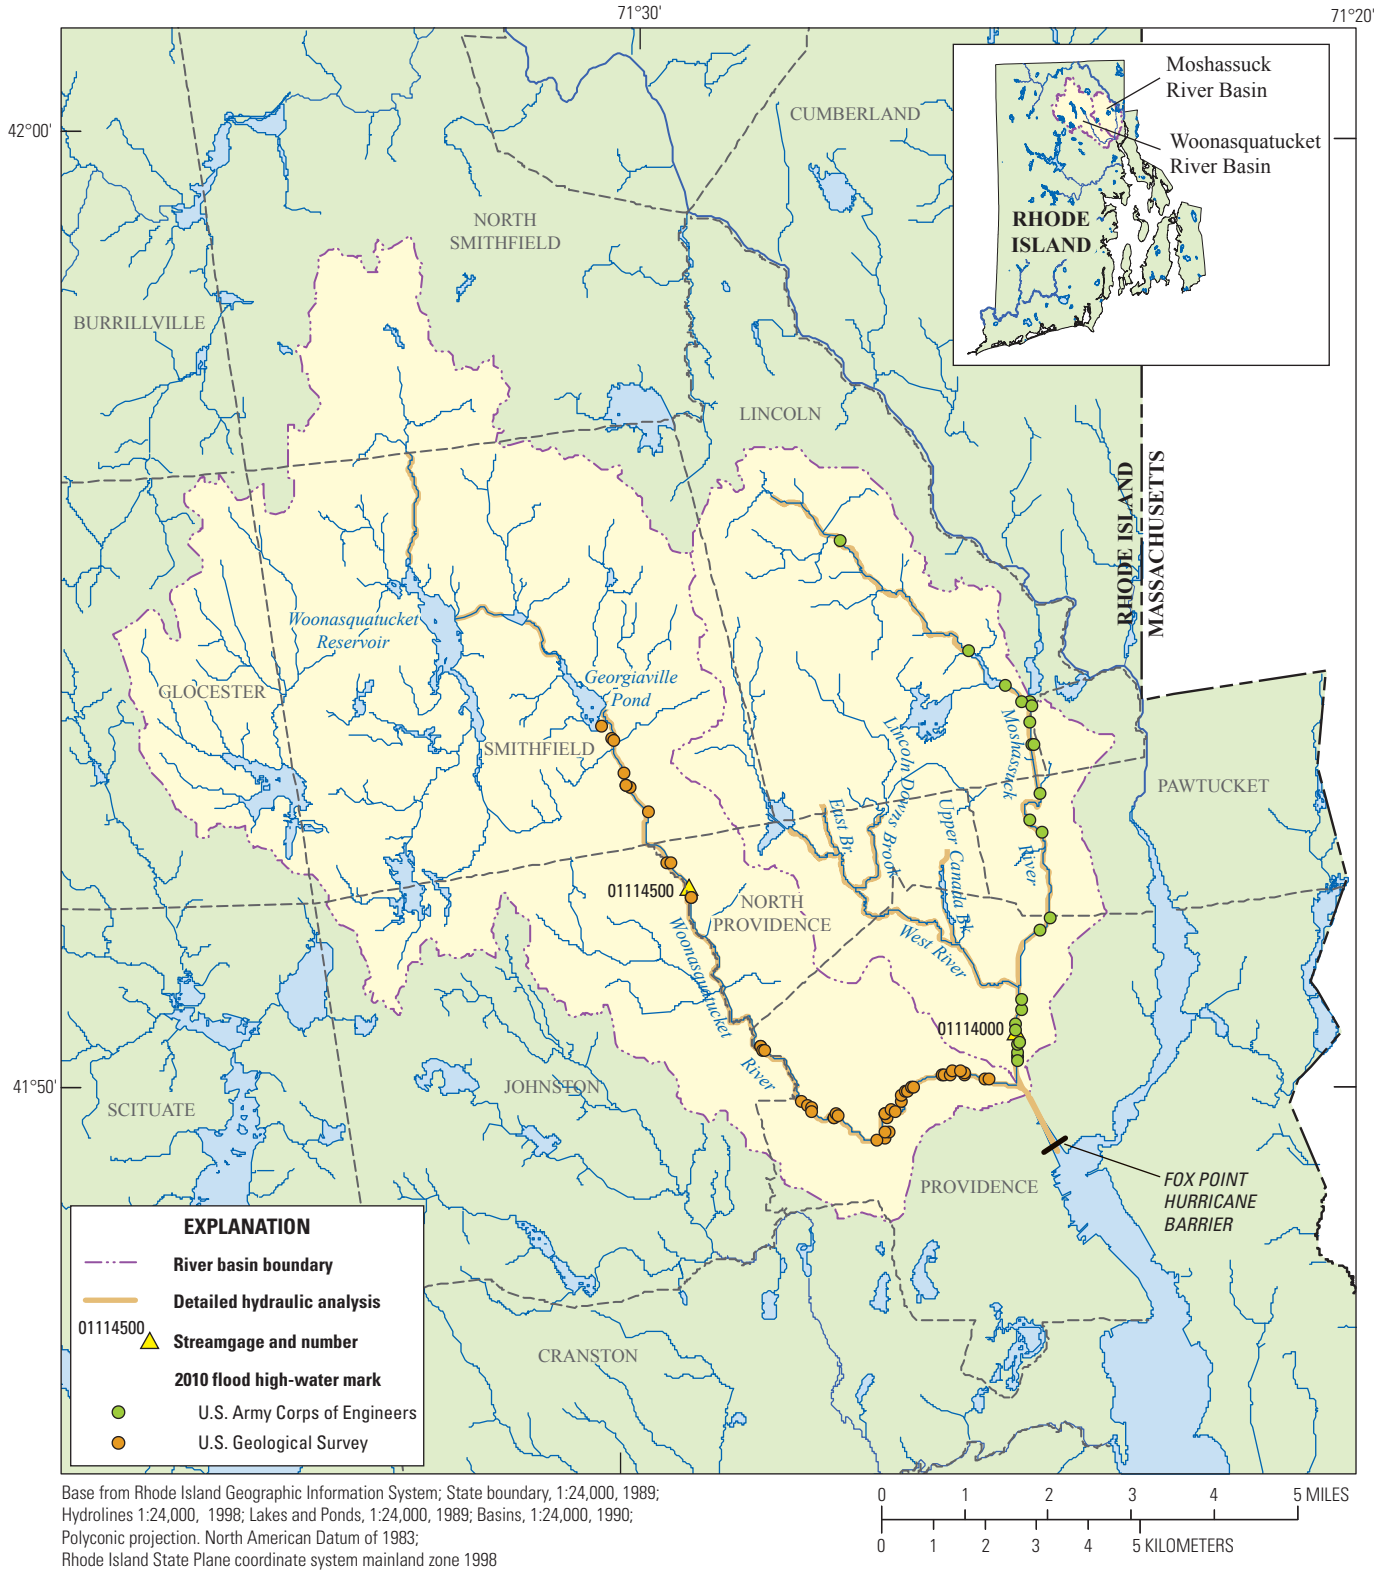 71°30'
71°20'
42°00'
41°50'
CUMBERLAND
NORTH
SMITHFIELD
BURRILLVILLE
LINCOLN
Moshassuck
River Basin
Woonasquatucket
River Basin
RHODE
ISLAND
RHODE ISLAND
MASSACHUSETTS
Woonasquatucket
Reservoir
Georgiaville
Pond
GLOCESTER
SMITHFIELD
Moshassuck
River
Lincoln Downs
Brook
East Br.
Upper Canada Bk.
West River
PAWTUCKET
01114500
NORTH
PROVIDENCE
Woonasquatucket
River
01114000
JOHNSTON
SCITUATE
PROVIDENCE
FOX POINT
HURRICANE
BARRIER
CRANSTON
EXPLANATION
River basin boundary
Detailed hydraulic analysis
01114500
Streamgage and number
2010 flood high-water mark
U.S. Army Corps of Engineers
U.S. Geological Survey
Base from Rhode Island Geographic Information System; State boundary, 1:24,000, 1989;
Hydrolines 1:24,000, 1998; Lakes and Ponds, 1:24,000, 1989; Basins, 1:24,000, 1990;
Polyconic projection. North American Datum of 1983;
Rhode Island State Plane coordinate system mainland zone 1998
0 1 2 3 4 5 MILES
0 1 2 3 4 5 KILOMETERS